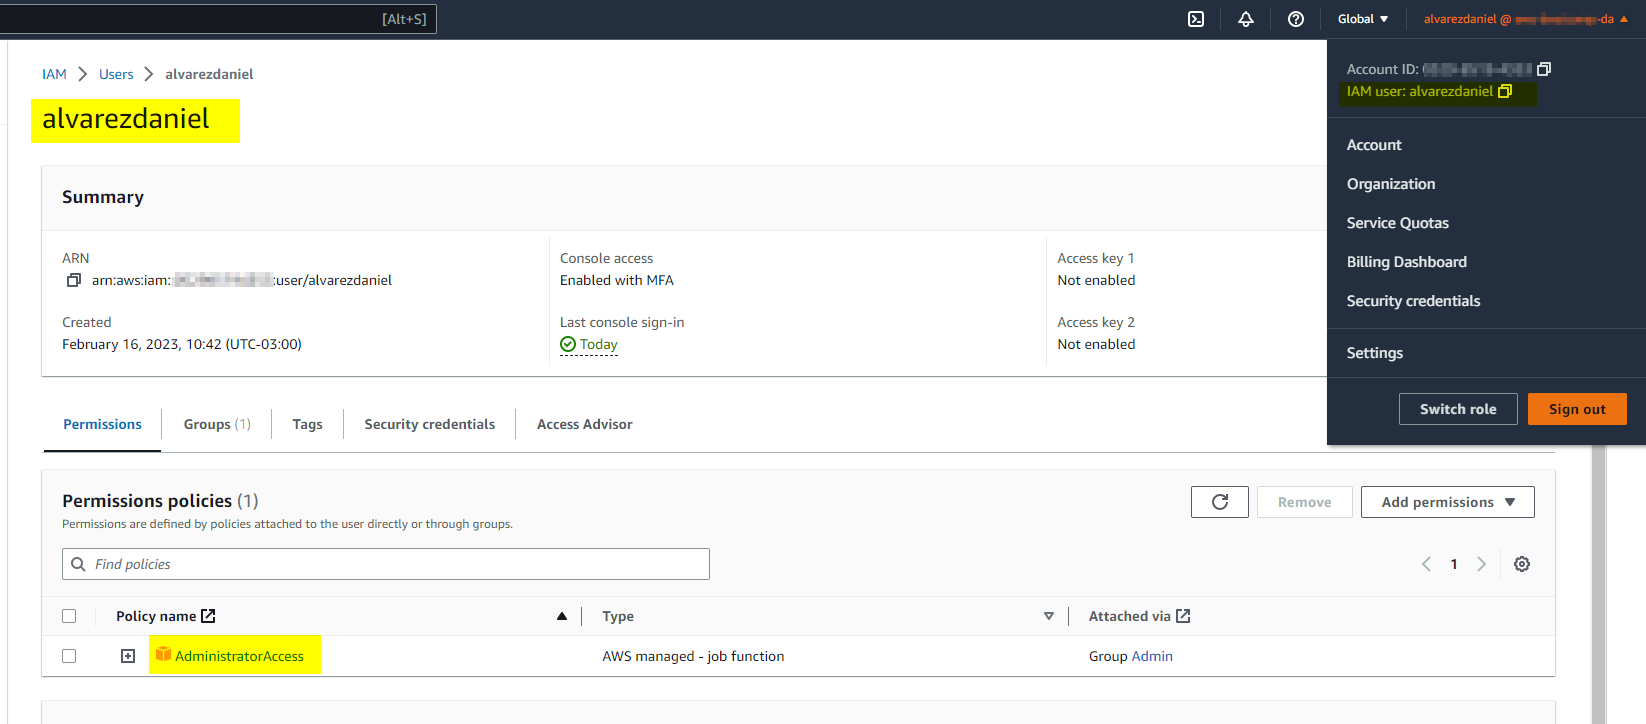 [Alt+S]
Global
alvarezdaniel @ -da
IAM Users alvarezdaniel
alvarezdaniel
Account ID:
IAM user: alvarezdaniel
Account
Organization
Service Quotas
Billing Dashboard
Security credentials
Settings
Switch role
Sign out
Summary
ARN
arn:aws:iam: :user/alvarezdaniel
Console access
Enabled with MFA
Access key 1
Not enabled
Created
February 16, 2023, 10:42 (UTC-03:00)
Last console sign-in
Today
Access key 2
Not enabled
Permissions
Groups (1)
Tags
Security credentials
Access Advisor
Permissions policies (1)
Permissions are defined by policies attached to the user directly or through groups.
Remove
Add permissions
Find policies
1
Policy name
Type
Attached via
AdministratorAccess
AWS managed - job function
Group Admin